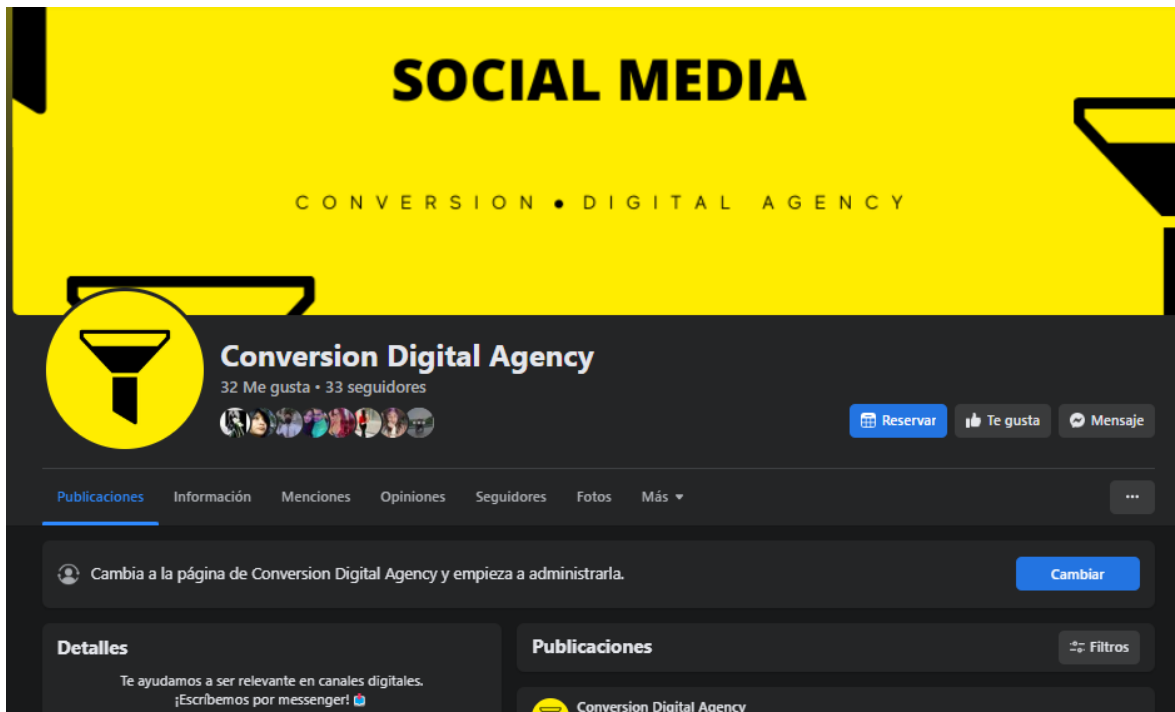 SOCIAL MEDIA
CONVERSION • DIGITAL AGENCY
Conversion Digital Agency
32 Me gusta • 33 seguidores
Reservar
Te gusta
Mensaje
Publicaciones Información Menciones Opiniones Seguidores Fotos Más
Cambia a la página de Conversion Digital Agency y empieza a administrarla.
Cambiar
Detalles
Te ayudamos a ser relevante en canales digitales.
¡Escríbemos por messenger!
Publicaciones
Filtros
Conversion Digital Agency